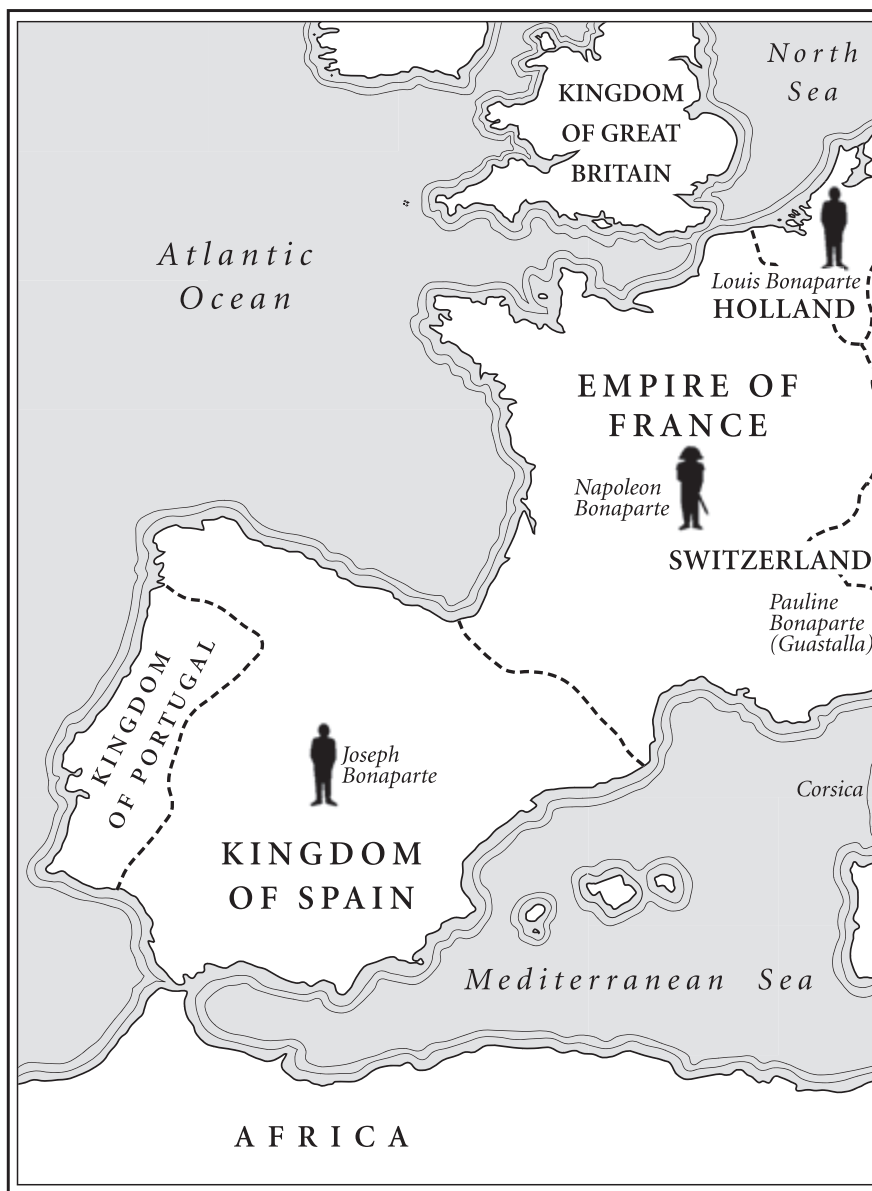 North
Sea
KINGDOM
OF GREAT
BRITAIN
Atlantic
Ocean
Louis Bonaparte
HOLLAND
EMPIRE OF
FRANCE
Napoleon
Bonaparte
SWITZERLAND
Pauline
Bonaparte
(Guastalla)
KINGDOM
OF PORTUGAL
Joseph
Bonaparte
Corsica
KINGDOM
OF SPAIN
Mediterranean Sea
AFRICA